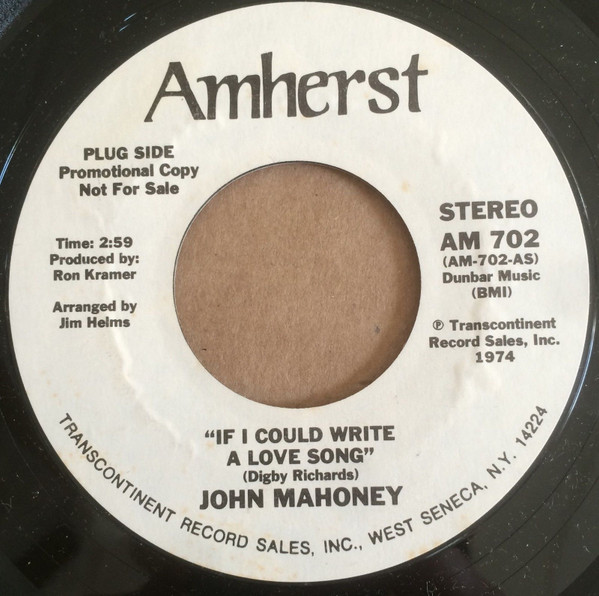 Amherst
PLUG SIDE
Promotional Copy
Not For Sale
Time: 2:59
Produced by:
Ron Kramer
Arranged by
Jim Helms
STEREO
AM 702
(AM-702-AS)
Dunbar Music
(BMI)
℗ Transcontinent
Record Sales, Inc.
1974
"IF I COULD WRITE
A LOVE SONG"
(Digby Richards)
JOHN MAHONEY
TRANSCONTINENT RECORD SALES, INC., WEST SENECA, N.Y. 14224